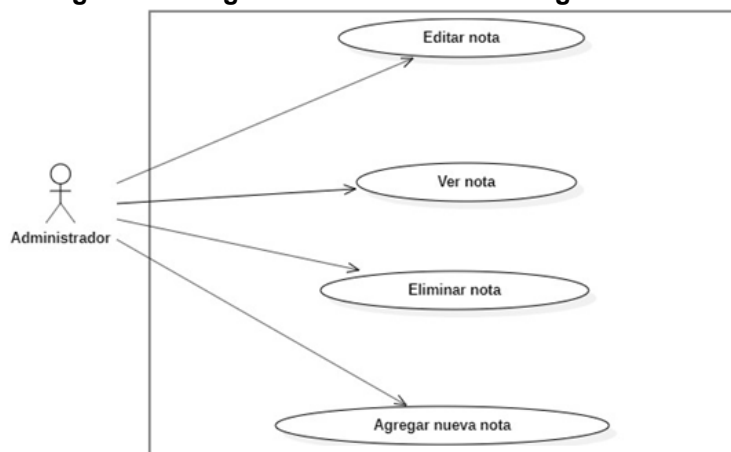 Editar nota
Ver nota
Administrador
Eliminar nota
Agregar nueva nota